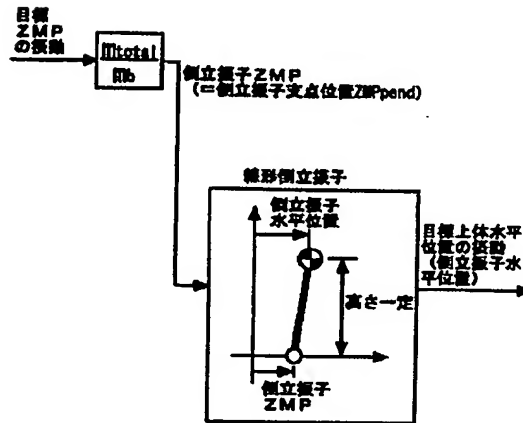 目標
ZMP
の摂動
mtotal
mb
倒立振子ZMP
(=倒立振子支点位置ZMPpend)
線形倒立振子
倒立振子
水平位置
目標上体水平
位置の摂動
(倒立振子水
平位置)
高さ一定
倒立振子
ZMP